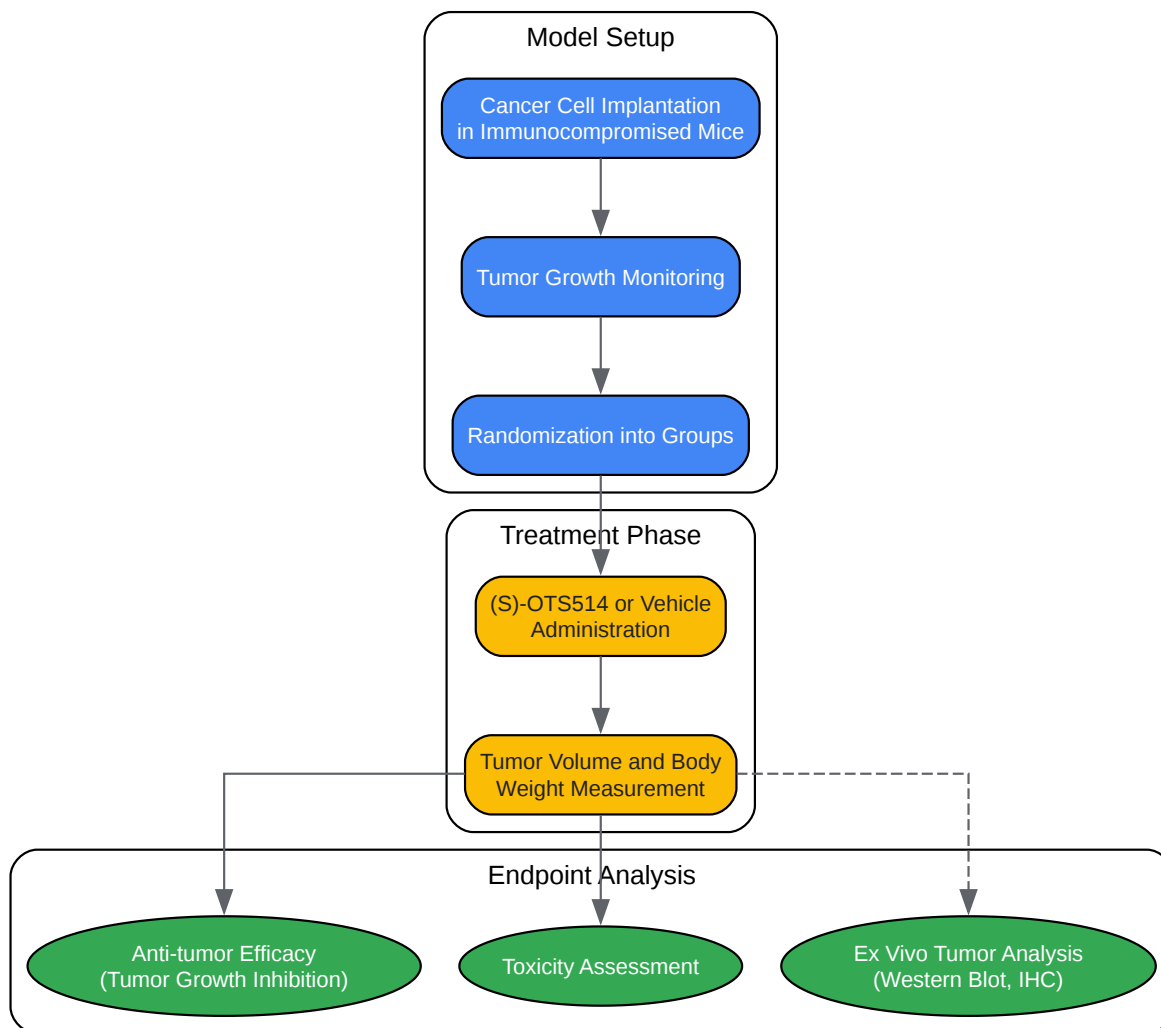 Model Setup
Cancer Cell Implantation
in Immunocompromised Mice
Tumor Growth Monitoring
Randomization into Groups
Treatment Phase
(S)-OTS514 or Vehicle
Administration
Tumor Volume and Body
Weight Measurement
Endpoint Analysis
Anti-tumor Efficacy
(Tumor Growth Inhibition)
Toxicity Assessment
Ex Vivo Tumor Analysis
(Western Blot, IHC)